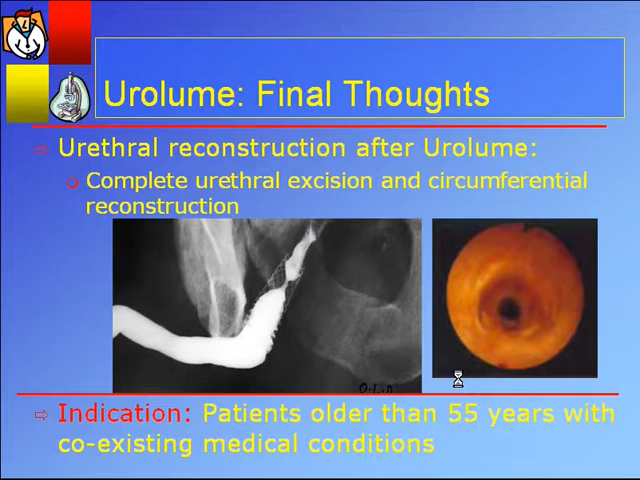 Urolume: Final Thoughts
Urethral reconstruction after Urolume:
Complete urethral excision and circumferential
reconstruction
O.L.D
Indication: Patients older than 55 years with
co-existing medical conditions